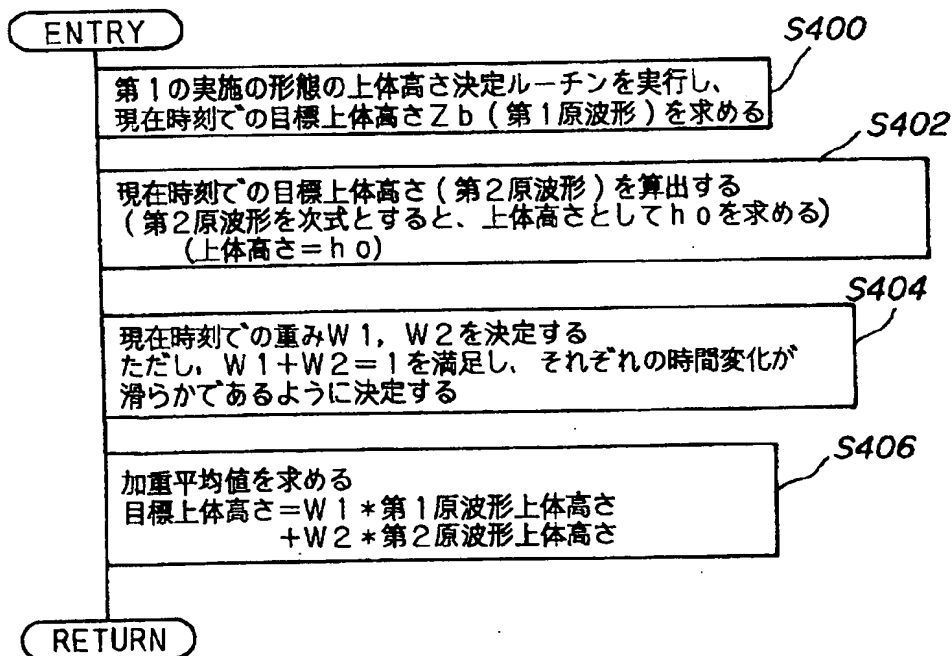 ENTRY
S400
第1の実施の形態の上体高さ決定ルーチンを実行し、
現在時刻での目標上体高さZb(第1原波形)を求める
S402
現在時刻での目標上体高さ(第2原波形)を算出する
(第2原波形を次式とすると、上体高さとしてhoを求める)
(上体高さ=ho)
S404
現在時刻での重みW1, W2を決定する
ただし, W1+W2=1を満足し、それぞれの時間変化が
滑らかであるように決定する
S406
加重平均値を求める
目標上体高さ=W1*第1原波形上体高さ
+W2*第2原波形上体高さ
RETURN